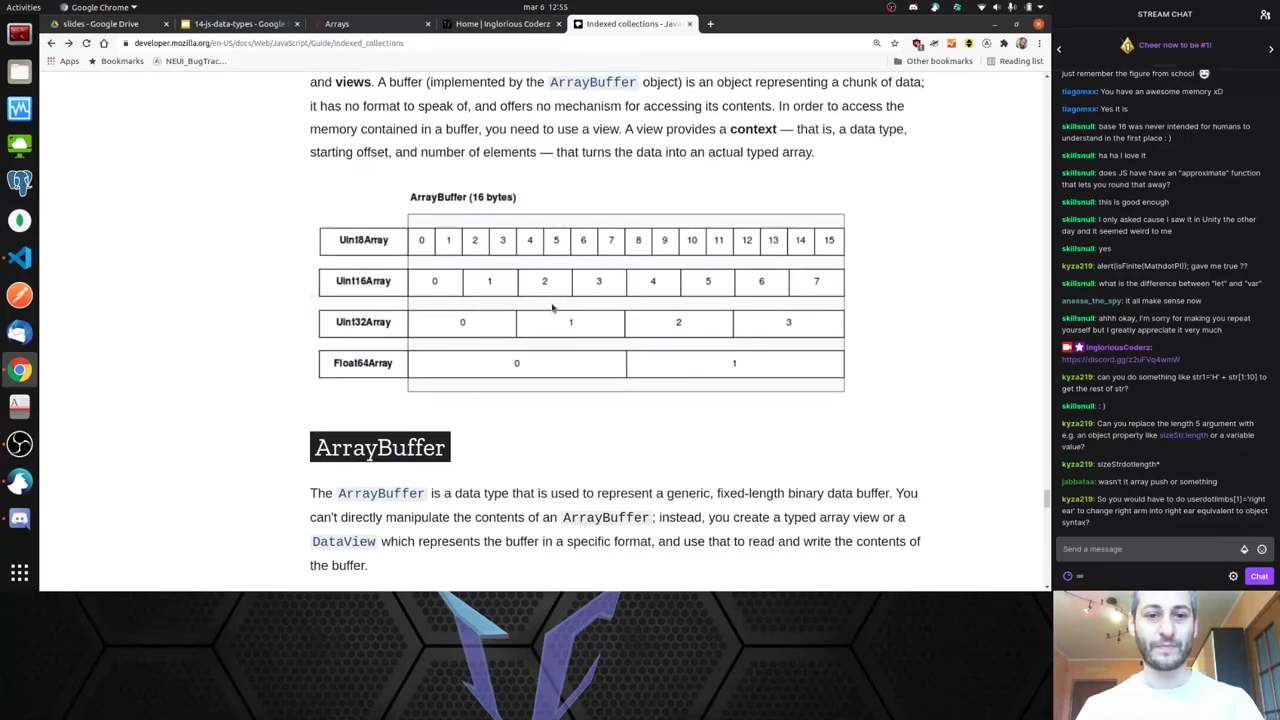 Activities
Google Chrome
mar 6 12:55
slides - Google Drive
14-js-data-types - Google S
Arrays
Home | Inglorious Coderz
Indexed collections - Java
developer.mozilla.org/en-US/docs/Web/JavaScript/Guide/Indexed_collections
Apps
Bookmarks
NEUI_BugTrac...
Other bookmarks
Reading list
and views. A buffer (implemented by the ArrayBuffer object) is an object representing a chunk of data;
it has no format to speak of, and offers no mechanism for accessing its contents. In order to access the
memory contained in a buffer, you need to use a view. A view provides a context — that is, a data type,
starting offset, and number of elements — that turns the data into an actual typed array.
ArrayBuffer (16 bytes)
Uint8Array 0 1 2 3 4 5 6 7 8 9 10 11 12 13 14 15
Uint16Array 0 1 2 3 4 5 6 7
Uint32Array 0 1 2 3
Float64Array 0 1
ArrayBuffer
The ArrayBuffer is a data type that is used to represent a generic, fixed-length binary data buffer. You
can't directly manipulate the contents of an ArrayBuffer; instead, you create a typed array view or a
DataView which represents the buffer in a specific format, and use that to read and write the contents of
the buffer.
STREAM CHAT
Cheer now to be #1!
just remember the figure from school
tiagomxx: You have an awesome memory xD
tiagomxx: Yes it is
skillsnull: base 16 was never intended for humans to
understand in the first place : )
skillsnull: ha ha I love it
skillsnull: does JS have have an "approximate" function
that lets you round that away?
skillsnull: this is good enough
skillsnull: I only asked cause I saw it in Unity the other
day and it seemed weird to me
skillsnull: yes
kyza219: alert(isFinite(MathdotPI)); gave me true ??
skillsnull: what is the difference between "let" and "var"
anesse_the_spy: it all make sense now
skillsnull: ahhh okay, I'm sorry for making you repeat
yourself but I greatly appreciate it very much
IngloriousCoderz:
https://discord.gg/z2uFVq4wmP
kyza219: can you do something like str1='H' + str[1:10] to
get the rest of str?
skillsnull: : )
kyza219: Can you replace the length 5 argument with
e.g. an object property like sizeStr.length or a variable
value?
kyza219: sizeStrdotlength*
jabbataa: wasn't it array push or something
kyza219: So you would have to do userdotlimbs[1]='right
ear' to change right arm into right ear equivalent to object
syntax?
Send a message
Chat